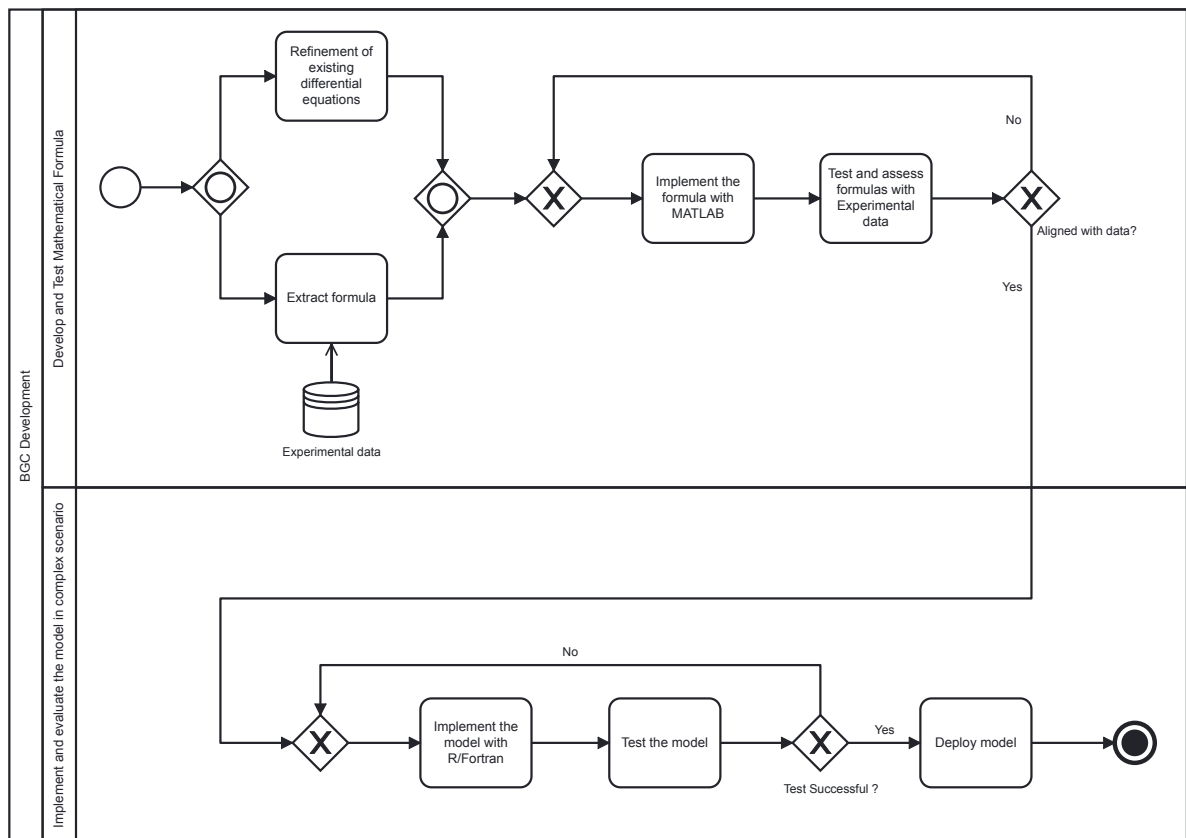 BGC Development
Develop and Test Mathematical Formula
Refinement of
existing
differential
equations
Extract formula
Experimental data
Implement the
formula with
MATLAB
Test and assess
formulas with
Experimental
data
No
Aligned with data?
Yes
Implement and evaluate the model in complex scenario
No
Implement the
model with
R/Fortran
Test the model
Test Successful ?
Yes
Deploy model